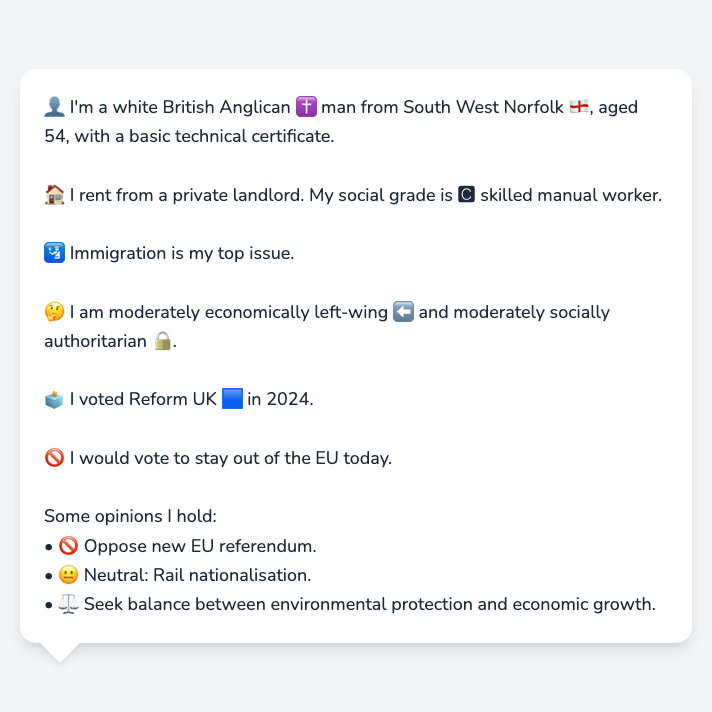 👤 I'm a white British Anglican ✝️ man from South West Norfolk 🏴󠁧󠁢󠁥󠁮󠁧󠁿, aged
54, with a basic technical certificate.
🏠 I rent from a private landlord. My social grade is 🅲 skilled manual worker.
🛂 Immigration is my top issue.
🤔 I am moderately economically left-wing ⬅️ and moderately socially
authoritarian 🔒.
🗳️ I voted Reform UK 🟦 in 2024.
🚫 I would vote to stay out of the EU today.
Some opinions I hold:
• 🚫 Oppose new EU referendum.
• 😐 Neutral: Rail nationalisation.
• ⚖️ Seek balance between environmental protection and economic growth.